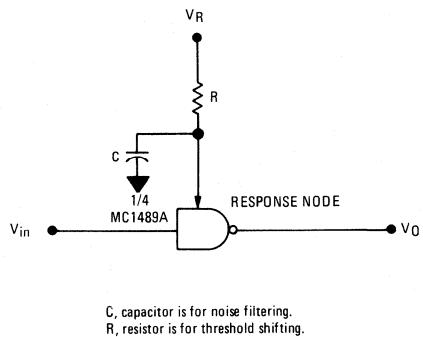 VR
R
C
1/4
MC1489A
RESPONSE NODE
Vin
VO
C, capacitor is for noise filtering.
R, resistor is for threshold shifting.